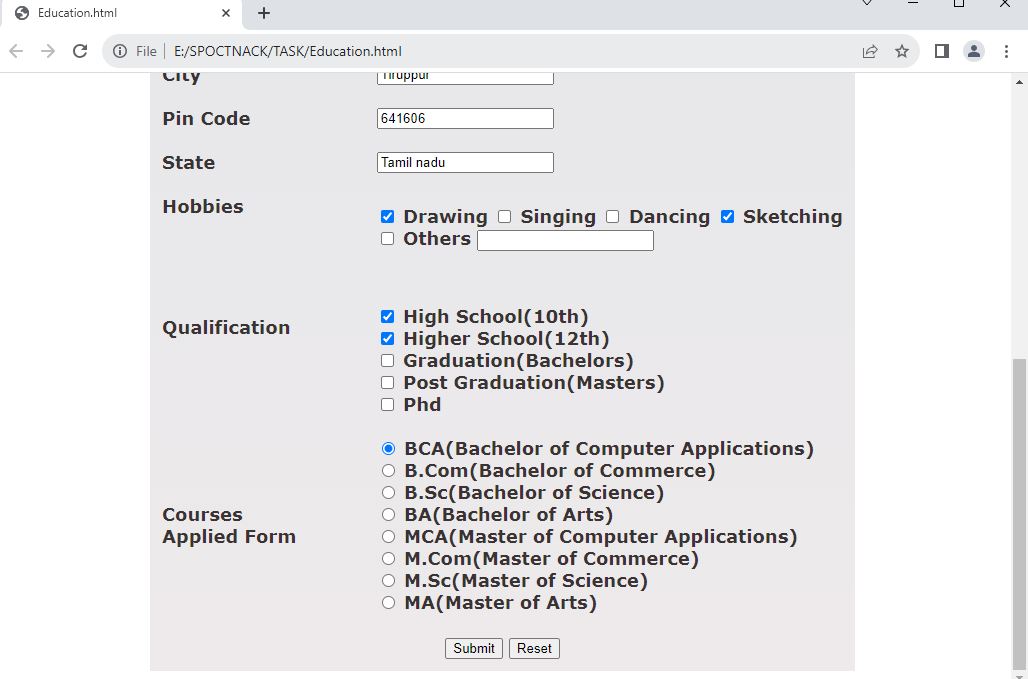 Education.html
File E:/SPOCTNACK/TASK/Education.html
City Tiruppur
Pin Code 641606
State Tamil nadu
Hobbies
Drawing Singing Dancing Sketching
Others
Qualification
High School(10th)
Higher School(12th)
Graduation(Bachelors)
Post Graduation(Masters)
Phd
Courses
Applied Form
BCA(Bachelor of Computer Applications)
B.Com(Bachelor of Commerce)
B.Sc(Bachelor of Science)
BA(Bachelor of Arts)
MCA(Master of Computer Applications)
M.Com(Master of Commerce)
M.Sc(Master of Science)
MA(Master of Arts)
Submit Reset